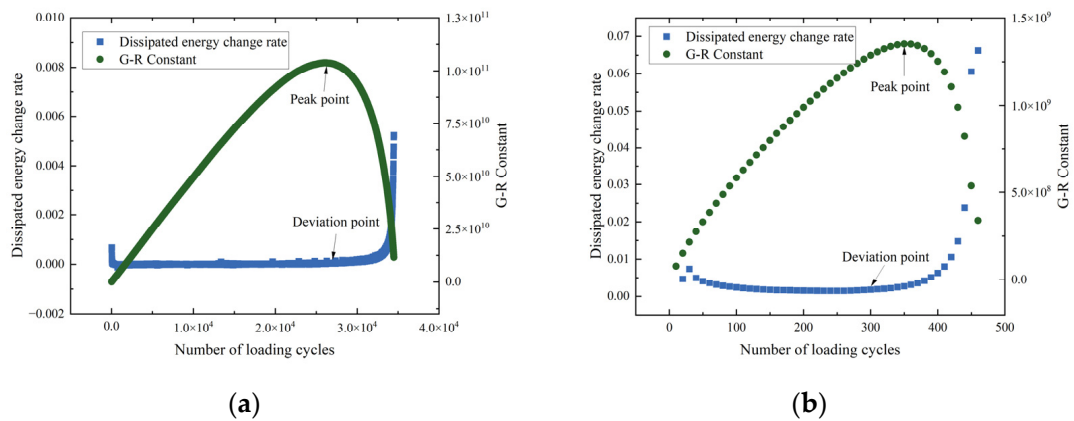 0.010
0.008
0.006
0.004
0.002
0.000
−0.002
Dissipated energy change rate
Dissipated energy change rate
G-R Constant
Peak point
Deviation point
1.3×10¹¹
1.0×10¹¹
7.5×10¹⁰
5.0×10¹⁰
2.5×10¹⁰
0.0
G-R Constant
0.0 1.0×10⁴ 2.0×10⁴ 3.0×10⁴ 4.0×10⁴
Number of loading cycles
(a)
0.07
0.06
0.05
0.04
0.03
0.02
0.01
0.00
Dissipated energy change rate
Dissipated energy change rate
G-R Constant
Peak point
Deviation point
1.5×10⁹
1.0×10⁹
5.0×10⁸
0.0
G-R Constant
0 100 200 300 400 500
Number of loading cycles
(b)